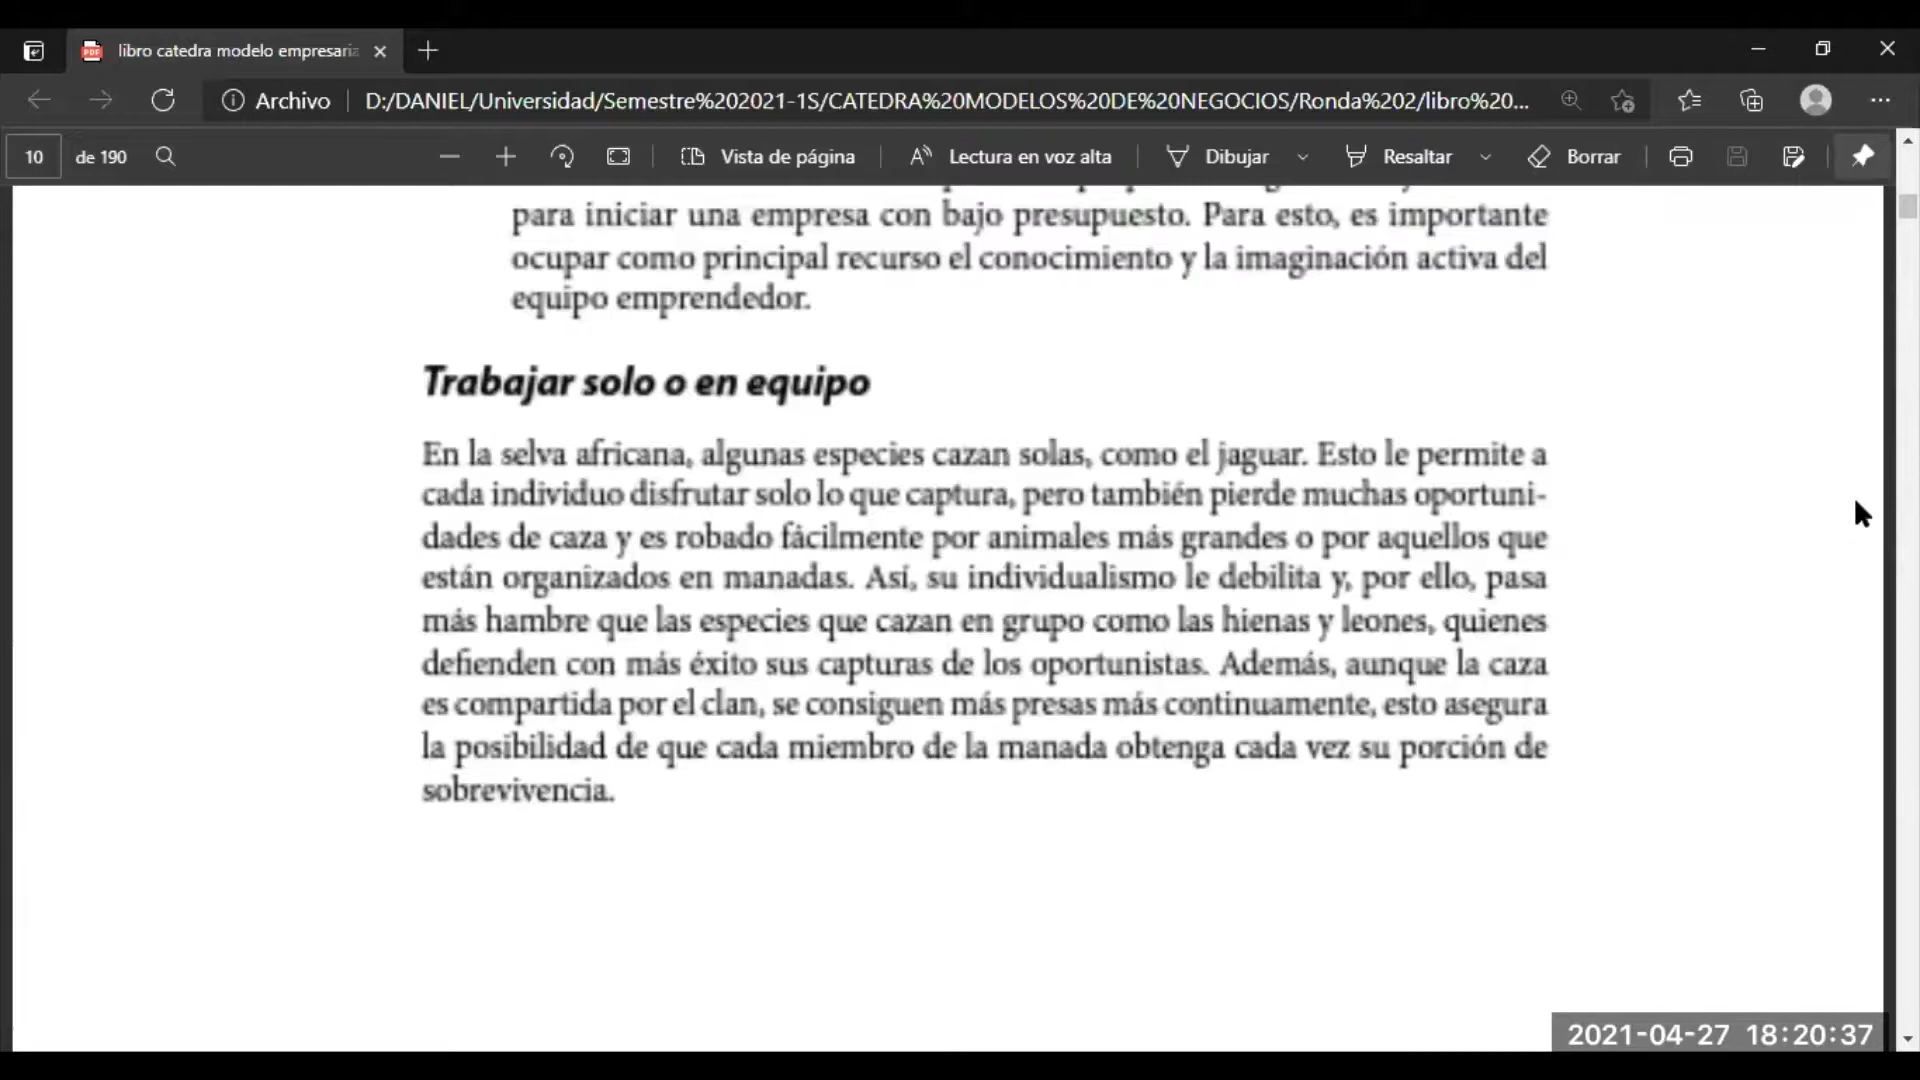 libro catedra modelo empresaria
Archivo
D:/DANIEL/Universidad/Semestre%202021-1S/CATEDRA%20MODELOS%20DE%20NEGOCIOS/Ronda%202/libro%20...
10 de 190
Vista de página
Lectura en voz alta
Dibujar
Resaltar
Borrar
para iniciar una empresa con bajo presupuesto. Para esto, es importante
ocupar como principal recurso el conocimiento y la imaginación activa del
equipo emprendedor.
Trabajar solo o en equipo
En la selva africana, algunas especies cazan solas, como el jaguar. Esto le permite a
cada individuo disfrutar solo lo que captura, pero también pierde muchas oportuni-
dades de caza y es robado fácilmente por animales más grandes o por aquellos que
están organizados en manadas. Así, su individualismo le debilita y, por ello, pasa
más hambre que las especies que cazan en grupo como las hienas y leones, quienes
defienden con más éxito sus capturas de los oportunistas. Además, aunque la caza
es compartida por el clan, se consiguen más presas más continuamente, esto asegura
la posibilidad de que cada miembro de la manada obtenga cada vez su porción de
sobrevivencia.
2021-04-27 18:20:37